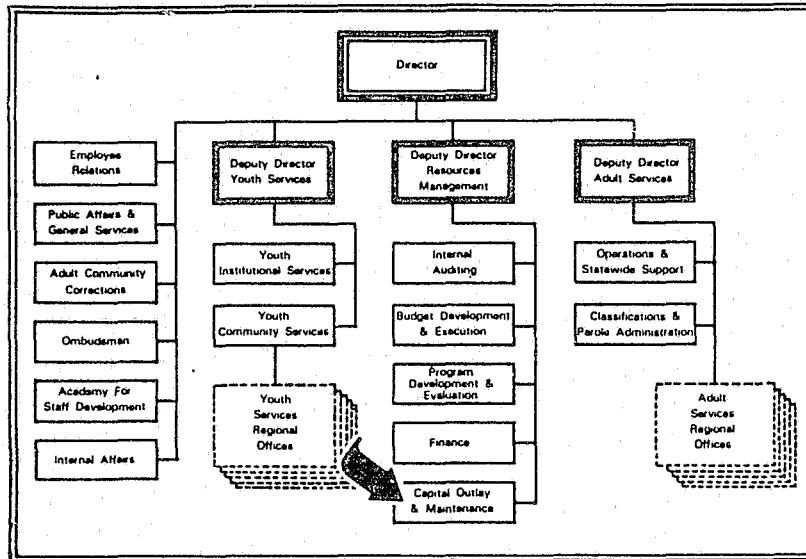 Director
Employee
Relations
Public Affairs &
General Services
Adult Community
Corrections
Ombudsman
Academy For
Staff Development
Internal Affairs
Deputy Director
Youth Services
Youth
Institutional Services
Youth
Community Services
Youth
Services
Regional
Offices
Deputy Director
Resources
Management
Internal
Auditing
Budget Development
& Execution
Program
Development &
Evaluation
Finance
Capital Outlay
& Maintenance
Deputy Director
Adult Services
Operations &
Statewide Support
Classifications &
Parole Administration
Adult
Services
Regional
Offices